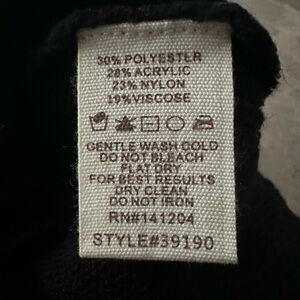 30% POLYESTER
28% ACRYLIC
23% NYLON
19%VISCOSE
GENTLE WASH COLD
DO NOT BLEACH
FLAT DRY
FOR BEST RESULTS
DRY CLEAN
DO NOT IRON
RN#141204
STYLE#39190